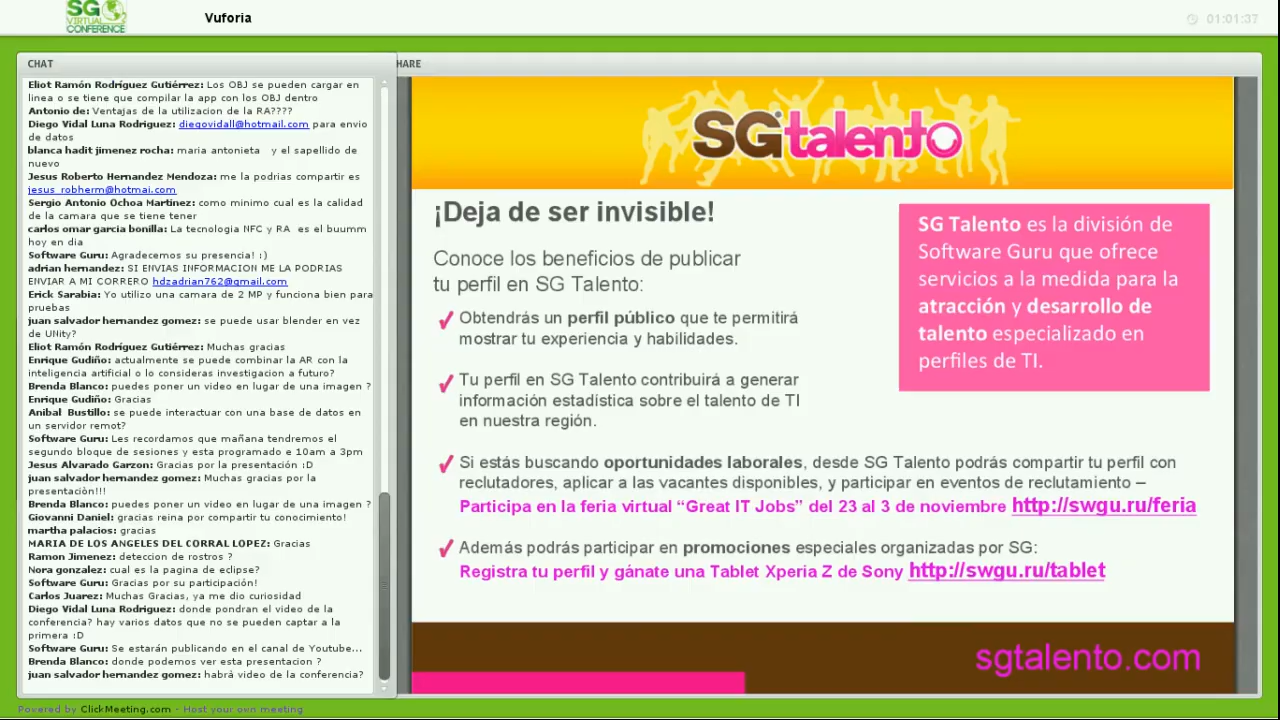 SG
VIRTUAL
CONFERENCE
Vuforia
01:01:37
CHAT
Eliot Ramón Rodríguez Gutiérrez: Los OBJ se pueden cargar en
linea o se tiene que compilar la app con los OBJ dentro
Antonio de: Ventajas de la utilizacion de la RA????
Diego Vidal Luna Rodriguez: diegovidall@hotmail.com para envio
de datos
blanca hadit jimenez rocha: maria antonieta y el sapellido de
nuevo
Jesus Roberto Hernandez Mendoza: me la podrias compartir es
jesus_robherm@hotmai.com
Sergio Antonio Ochoa Martinez: como minimo cual es la calidad
de la camara que se tiene tener
carlos omar garcia bonilla: La tecnologia NFC y RA es el buumm
hoy en dia
Software Guru: Agradecemos su presencia! :)
adrian hernandez: SI ENVIAS INFORMACION ME LA PODRIAS
ENVIAR A MI CORRERO hdzadrian762@gmail.com
Erick Sarabia: Yo utilizo una camara de 2 MP y funciona bien para
pruebas
juan salvador hernandez gomez: se puede usar blender en vez
de UNity?
Eliot Ramón Rodríguez Gutiérrez: Muchas gracias
Enrique Gudiño: actualmente se puede combinar la AR con la
inteligencia artificial o lo consideras investigacion a futuro?
Brenda Blanco: puedes poner un video en lugar de una imagen ?
Enrique Gudiño: Gracias
Anibal Bustillo: se puede interactuar con una base de datos en
un servidor remot?
Software Guru: Les recordamos que mañana tendremos el
segundo bloque de sesiones y esta programado e 10am a 3pm
Jesus Alvarado Garzon: Gracias por la presentación :D
juan salvador hernandez gomez: Muchas gracias por la
presentaciòn!!!
Brenda Blanco: puedes poner un video en lugar de una imagen ?
Giovanni Daniel: gracias reina por compartir tu conocimiento!
martha palacios: gracias
MARIA DE LOS ANGELES DEL CORRAL LOPEZ: Gracias
Ramon Jimenez: deteccion de rostros ?
Nora gonzalez: cual es la pagina de eclipse?
Software Guru: Gracias por su participación!
Carlos Juarez: Muchas Gracias, ya me dio curiosidad
Diego Vidal Luna Rodriguez: donde pondran el video de la
conferencia? hay varios datos que no se pueden captar a la
primera :D
Software Guru: Se estarán publicando en el canal de Youtube...
Brenda Blanco: donde podemos ver esta presentacion ?
juan salvador hernandez gomez: habrá video de la conferencia?
HARE
SG talento
¡Deja de ser invisible!
Conoce los beneficios de publicar
tu perfil en SG Talento:
Obtendrás un perfil público que te permitirá
mostrar tu experiencia y habilidades.
Tu perfil en SG Talento contribuirá a generar
información estadística sobre el talento de TI
en nuestra región.
SG Talento es la división de
Software Guru que ofrece
servicios a la medida para la
atracción y desarrollo de
talento especializado en
perfiles de TI.
Si estás buscando oportunidades laborales, desde SG Talento podrás compartir tu perfil con
reclutadores, aplicar a las vacantes disponibles, y participar en eventos de reclutamiento –
Participa en la feria virtual “Great IT Jobs” del 23 al 3 de noviembre http://swgu.ru/feria
Además podrás participar en promociones especiales organizadas por SG:
Registra tu perfil y gánate una Tablet Xperia Z de Sony http://swgu.ru/tablet
sgtalento.com
Powered by ClickMeeting.com - Host your own meeting